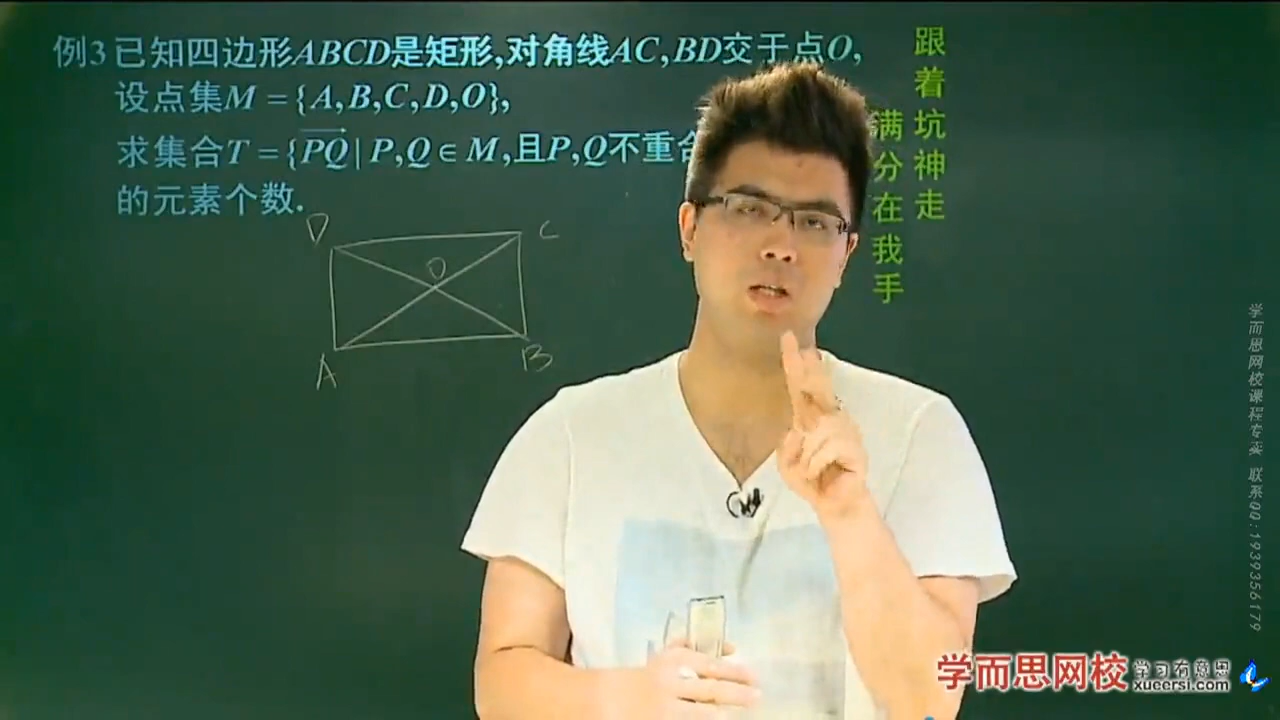 例3 已知四边形ABCD是矩形,对角线AC,BD交于点O,
设点集M = {A,B,C,D,O},
求集合T = {PQ | P,Q ∈ M,且P,Q不重合
的元素个数.
D
C
O
A
B
跟着坑神走
满分在我手
学而思网校课程专卖 联系QQ:1939356179
学而思网校
学习有意思
xueersi.com